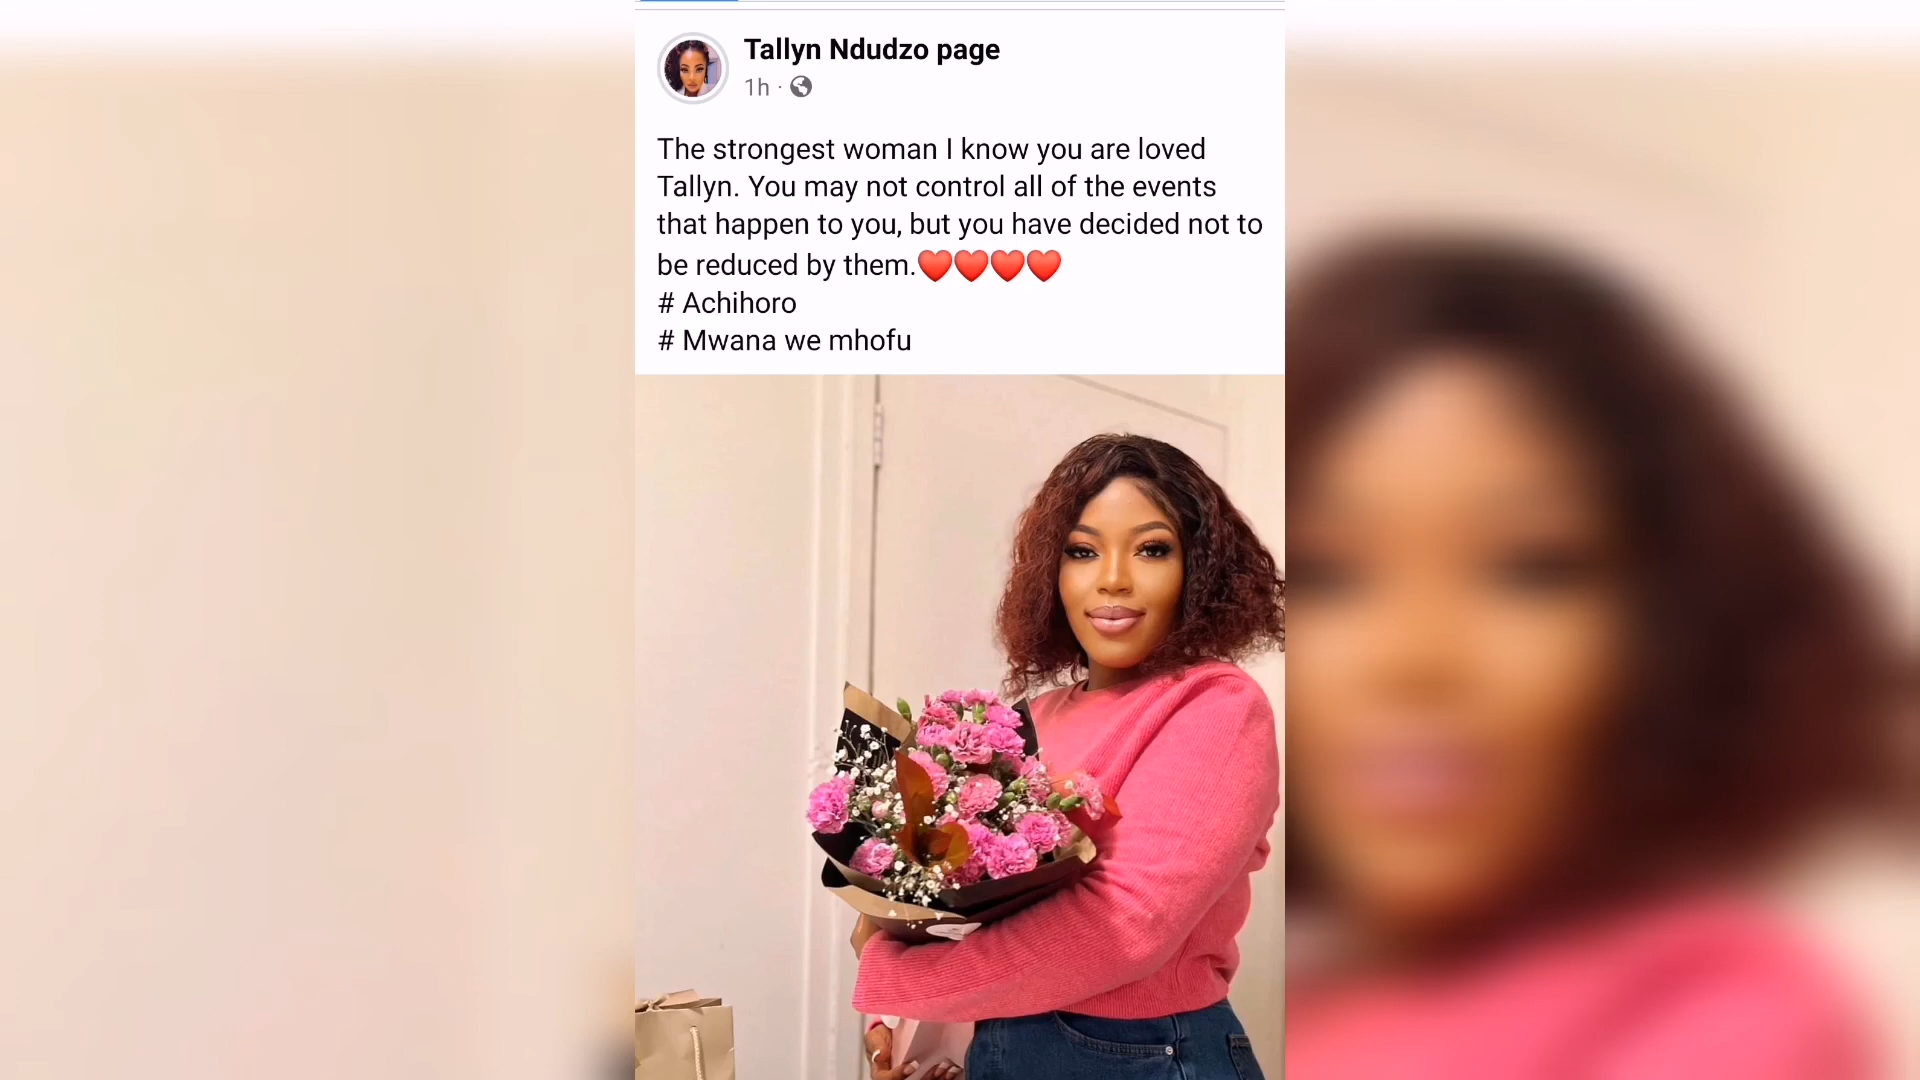 Tallyn Ndudzo page
1h ·
The strongest woman I know you are loved
Tallyn. You may not control all of the events
that happen to you, but you have decided not to
be reduced by them.❤️❤️❤️❤️
# Achihoro
# Mwana we mhofu